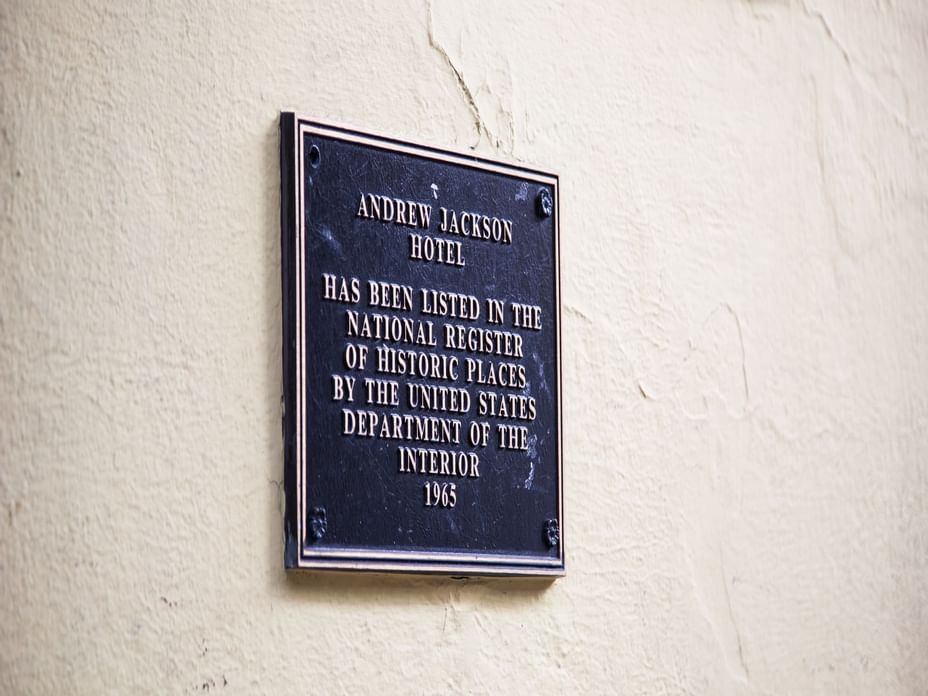 ANDREW JACKSON
HOTEL
HAS BEEN LISTED IN THE
NATIONAL REGISTER
OF HISTORIC PLACES
BY THE UNITED STATES
DEPARTMENT OF THE
INTERIOR
1965